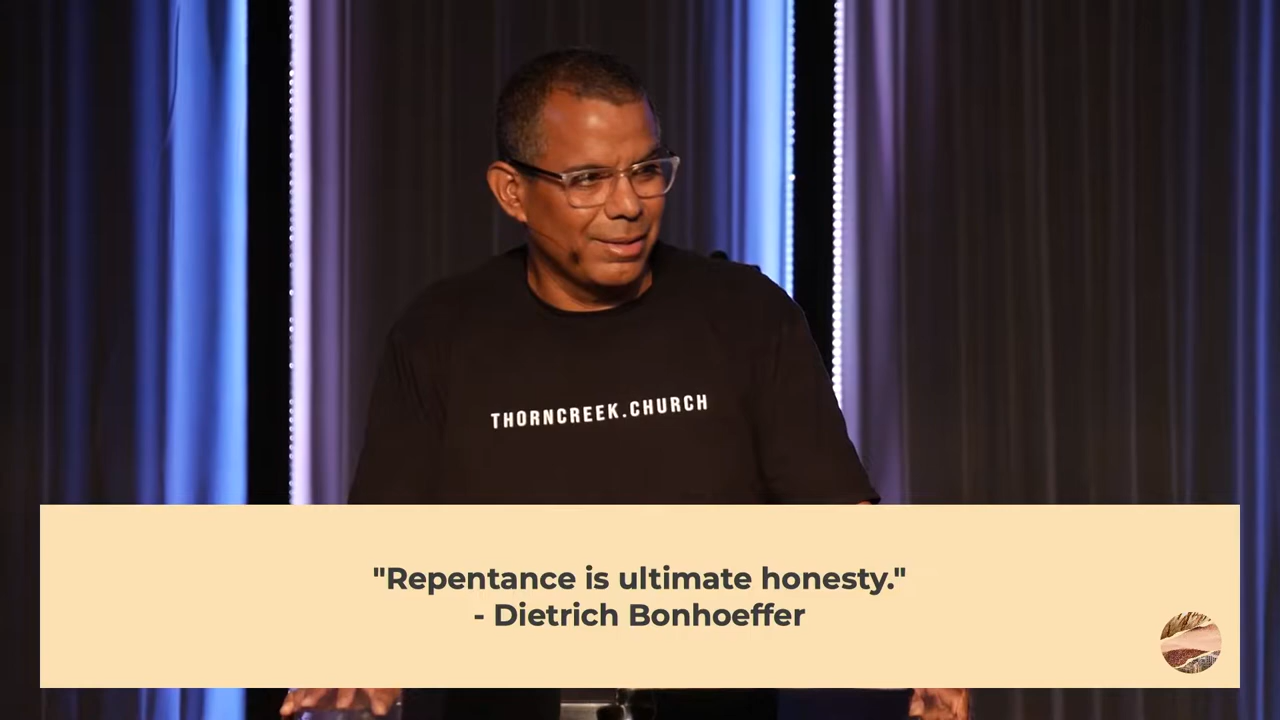 THORNCREEK.CHURCH
"Repentance is ultimate honesty."
- Dietrich Bonhoeffer